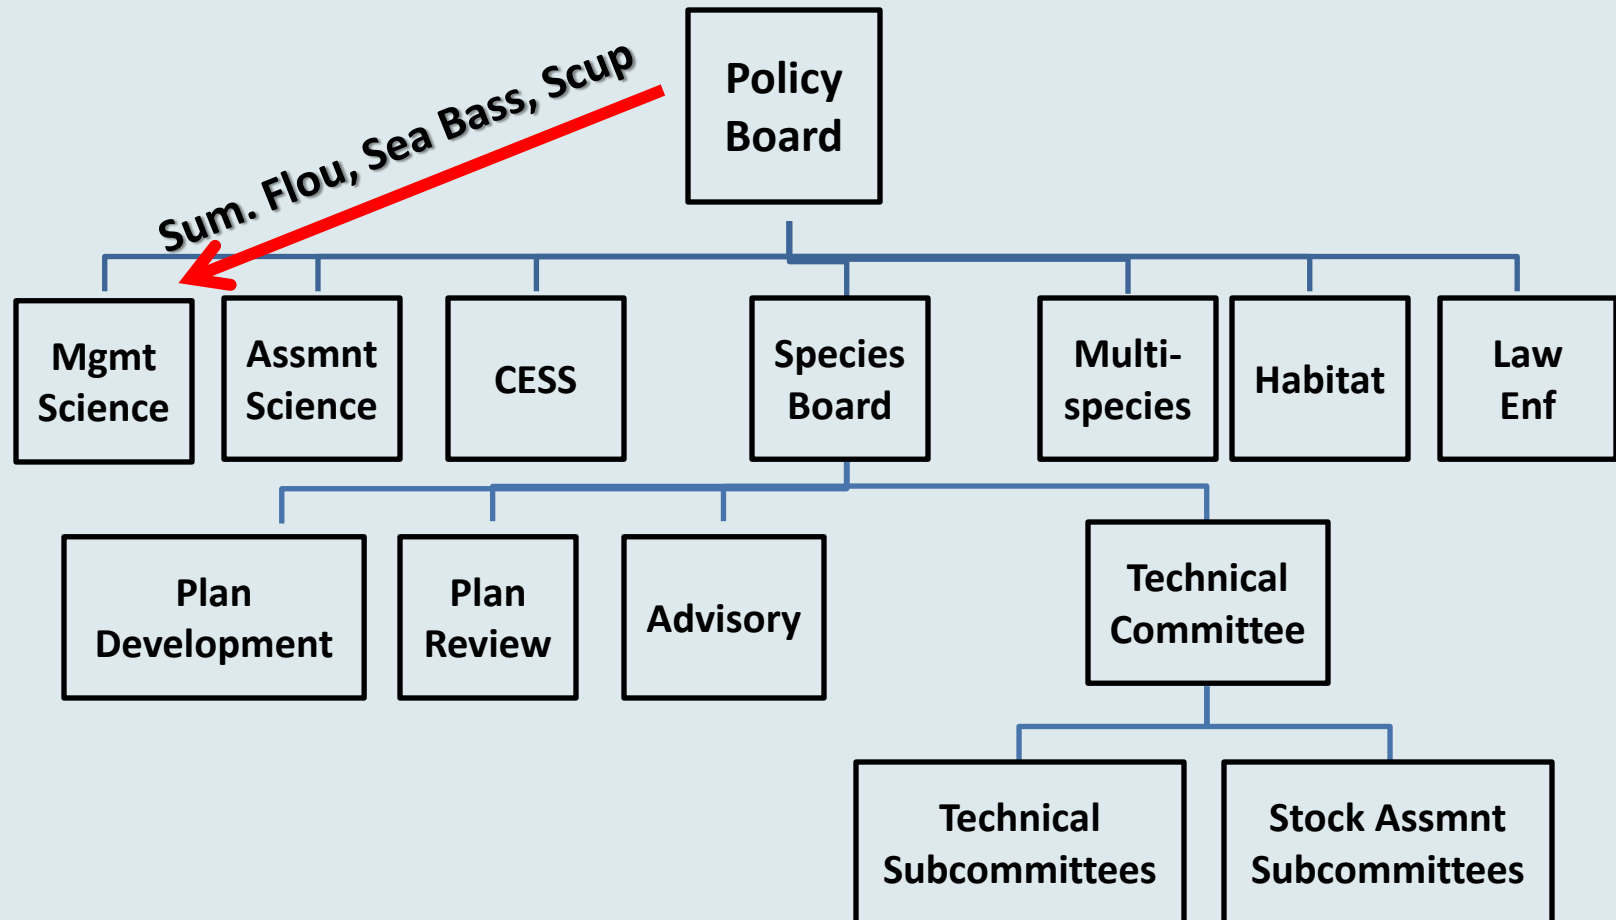 Policy
Board
Sum. Flou, Sea Bass, Scup
Mgmt
Science
Assmnt
Science
CESS
Species
Board
Multi-
species
Habitat
Law
Enf
Plan
Development
Plan
Review
Advisory
Technical
Committee
Technical
Subcommittees
Stock Assmnt
Subcommittees